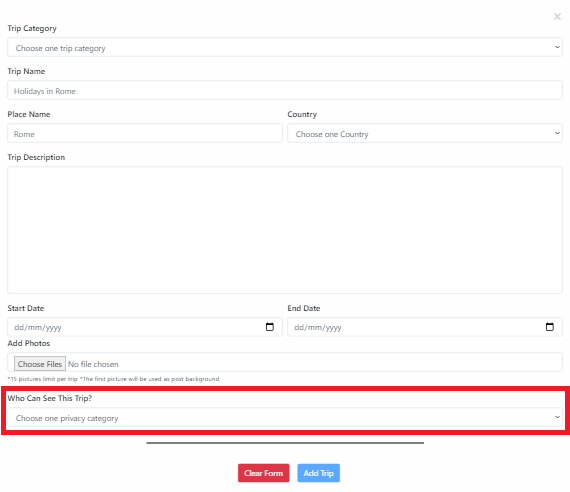 ×
Trip Category
Choose one trip category
Trip Name
Holidays in Rome
Place Name
Country
Rome
Choose one Country
Trip Description
Start Date
End Date
dd/mm/yyyy
dd/mm/yyyy
Add Photos
Choose Files No file chosen
*15 pictures limit per trip *The first picture will be used as post background
Who Can See This Trip?
Choose one privacy category
Clear Form
Add Trip